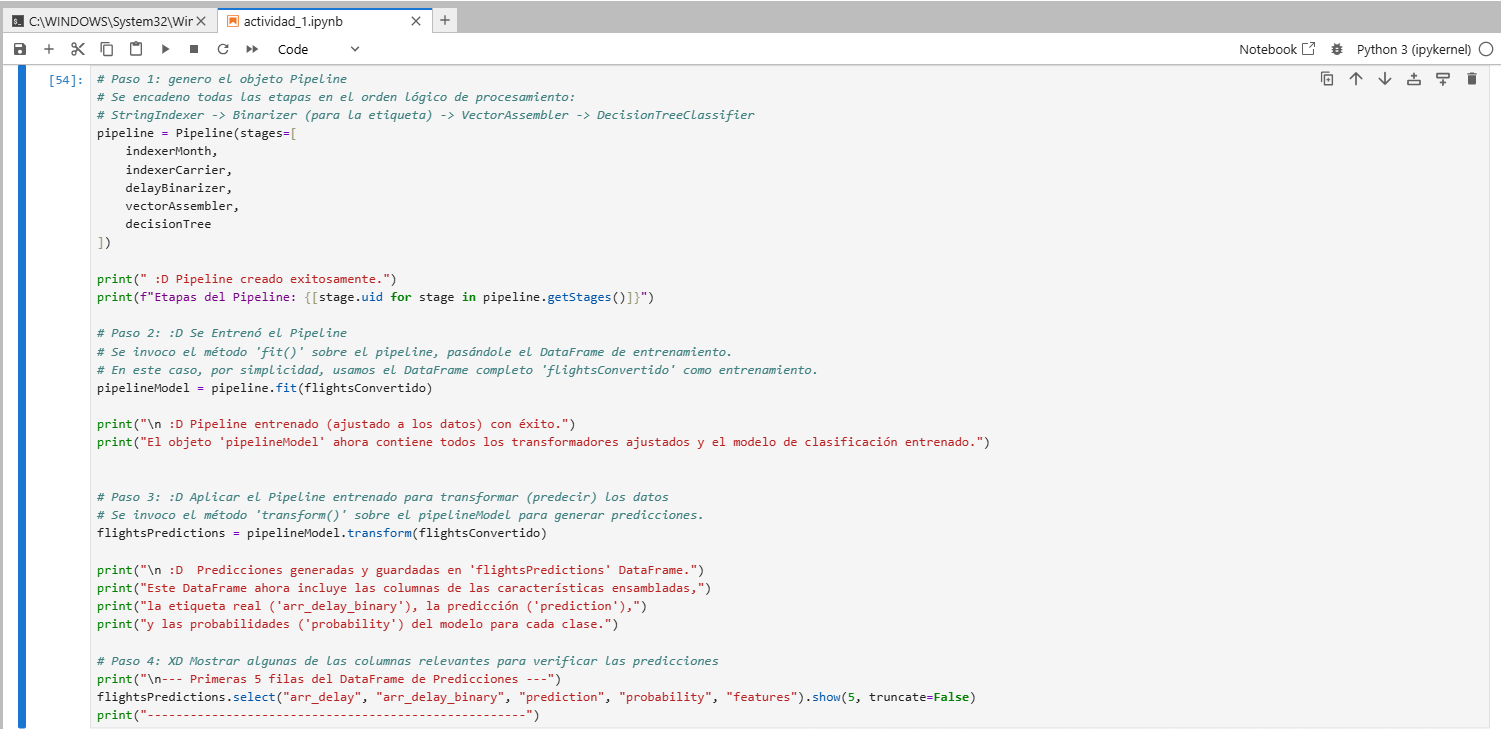 C:\WINDOWS\System32\Wir
actividad_1.ipynb
Code
Notebook
Python 3 (ipykernel)
[54]:
# Paso 1: genero el objeto Pipeline
# Se encadeno todas las etapas en el orden lógico de procesamiento:
# StringIndexer -> Binarizer (para la etiqueta) -> VectorAssembler -> DecisionTreeClassifier
pipeline = Pipeline(stages=[
    indexerMonth,
    indexerCarrier,
    delayBinarizer,
    vectorAssembler,
    decisionTree
])
print(" :D Pipeline creado exitosamente.")
print(f"Etapas del Pipeline: {[stage.uid for stage in pipeline.getStages()]}")
# Paso 2: :D Se Entrenó el Pipeline
# Se invoco el método 'fit()' sobre el pipeline, pasándole el DataFrame de entrenamiento.
# En este caso, por simplicidad, usamos el DataFrame completo 'flightsConvertido' como entrenamiento.
pipelineModel = pipeline.fit(flightsConvertido)
print("\n :D Pipeline entrenado (ajustado a los datos) con éxito.")
print("El objeto 'pipelineModel' ahora contiene todos los transformadores ajustados y el modelo de clasificación entrenado.")
# Paso 3: :D Aplicar el Pipeline entrenado para transformar (predecir) los datos
# Se invoco el método 'transform()' sobre el pipelineModel para generar predicciones.
flightsPredictions = pipelineModel.transform(flightsConvertido)
print("\n :D  Predicciones generadas y guardadas en 'flightsPredictions' DataFrame.")
print("Este DataFrame ahora incluye las columnas de las características ensambladas,")
print("la etiqueta real ('arr_delay_binary'), la predicción ('prediction'),")
print("y las probabilidades ('probability') del modelo para cada clase.")
# Paso 4: XD Mostrar algunas de las columnas relevantes para verificar las predicciones
print("\n--- Primeras 5 filas del DataFrame de Predicciones ---")
flightsPredictions.select("arr_delay", "arr_delay_binary", "prediction", "probability", "features").show(5, truncate=False)
print("-----------------------------------------------------")